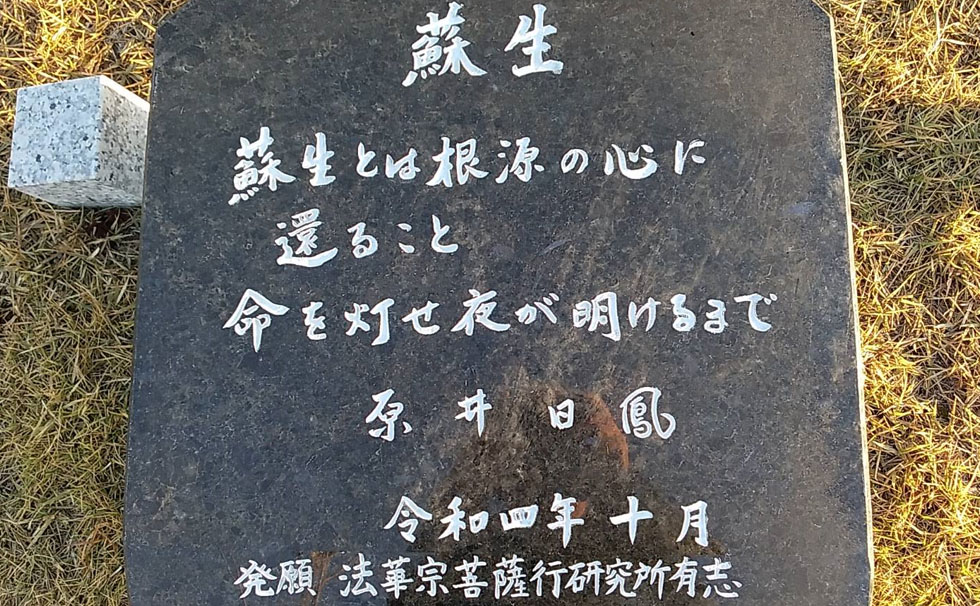 蘇生
蘇生とは根源の心に
還ること
命を灯せ夜が明けるまで
原井日鳳
令和四年十月
発願 法華宗菩薩行研究所有志